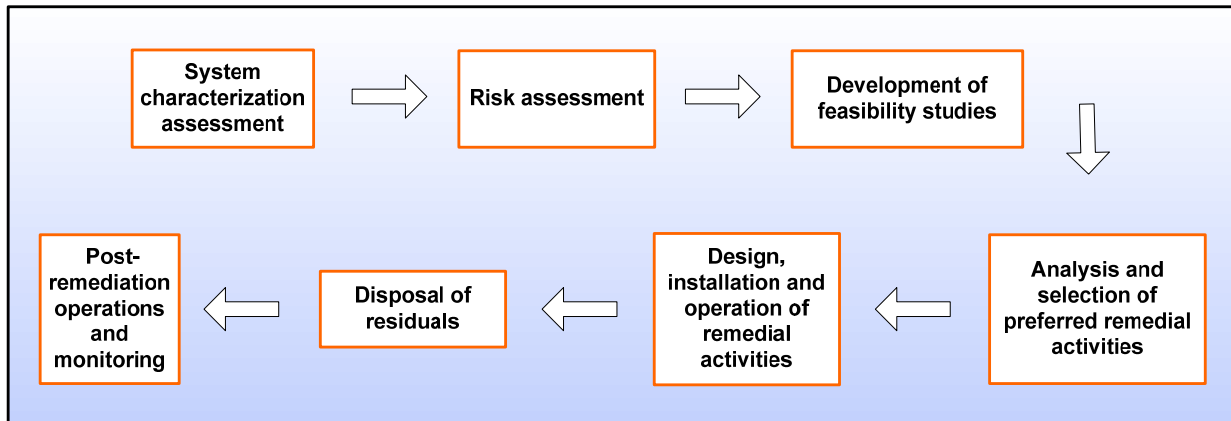 System
characterization
assessment
Risk assessment
Development of
feasibility studies
Analysis and
selection of
preferred remedial
activities
Design,
installation and
operation of
remedial
activities
Disposal of
residuals
Post-
remediation
operations
and
monitoring